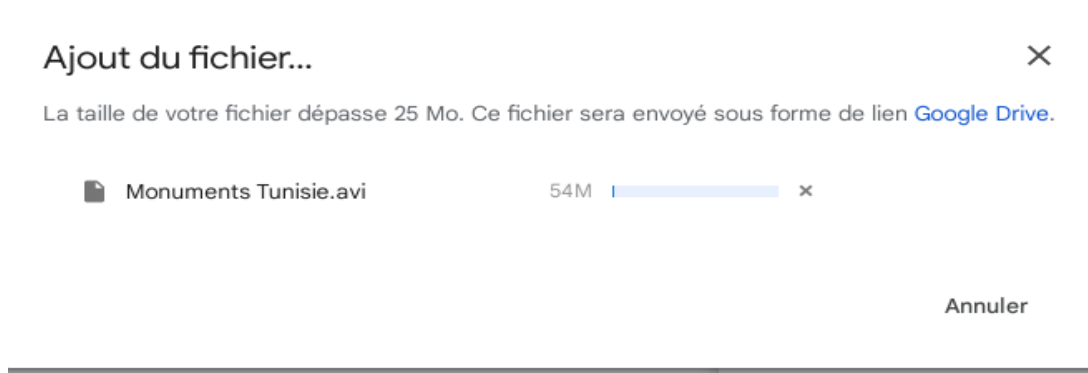 Ajout du fichier...
La taille de votre fichier dépasse 25 Mo. Ce fichier sera envoyé sous forme de lien Google Drive.
Monuments Tunisie.avi 54M
Annuler